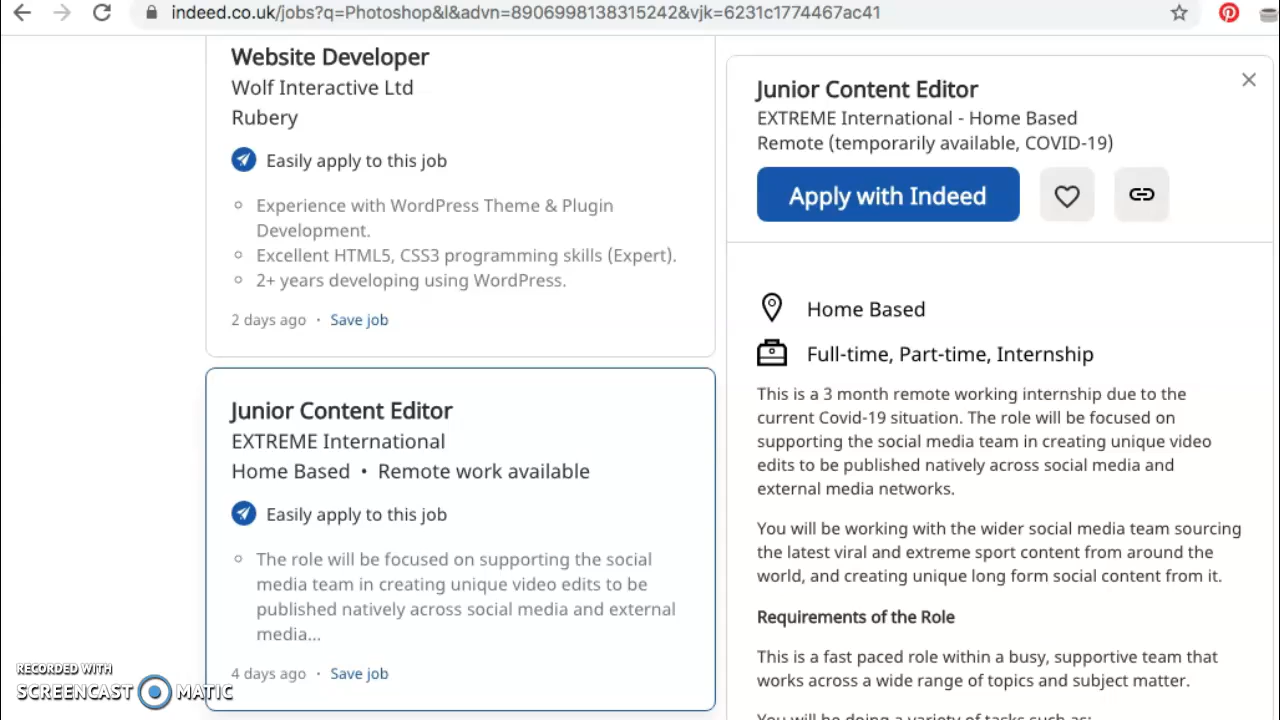 indeed.co.uk/jobs?q=Photoshop&l&advn=8906998138315242&vjk=6231c1774467ac41
Website Developer
Wolf Interactive Ltd
Rubery
Easily apply to this job
Experience with WordPress Theme & Plugin
Development.
Excellent HTML5, CSS3 programming skills (Expert).
2+ years developing using WordPress.
2 days ago · Save job
Junior Content Editor
EXTREME International
Home Based • Remote work available
Easily apply to this job
The role will be focused on supporting the social
media team in creating unique video edits to be
published natively across social media and external
media...
4 days ago · Save job
Junior Content Editor
EXTREME International - Home Based
Remote (temporarily available, COVID-19)
Apply with Indeed
Home Based
Full-time, Part-time, Internship
This is a 3 month remote working internship due to the
current Covid-19 situation. The role will be focused on
supporting the social media team in creating unique video
edits to be published natively across social media and
external media networks.
You will be working with the wider social media team sourcing
the latest viral and extreme sport content from around the
world, and creating unique long form social content from it.
Requirements of the Role
This is a fast paced role within a busy, supportive team that
works across a wide range of topics and subject matter.
You will be doing a variety of tasks such as:
RECORDED WITH
SCREENCAST MATIC